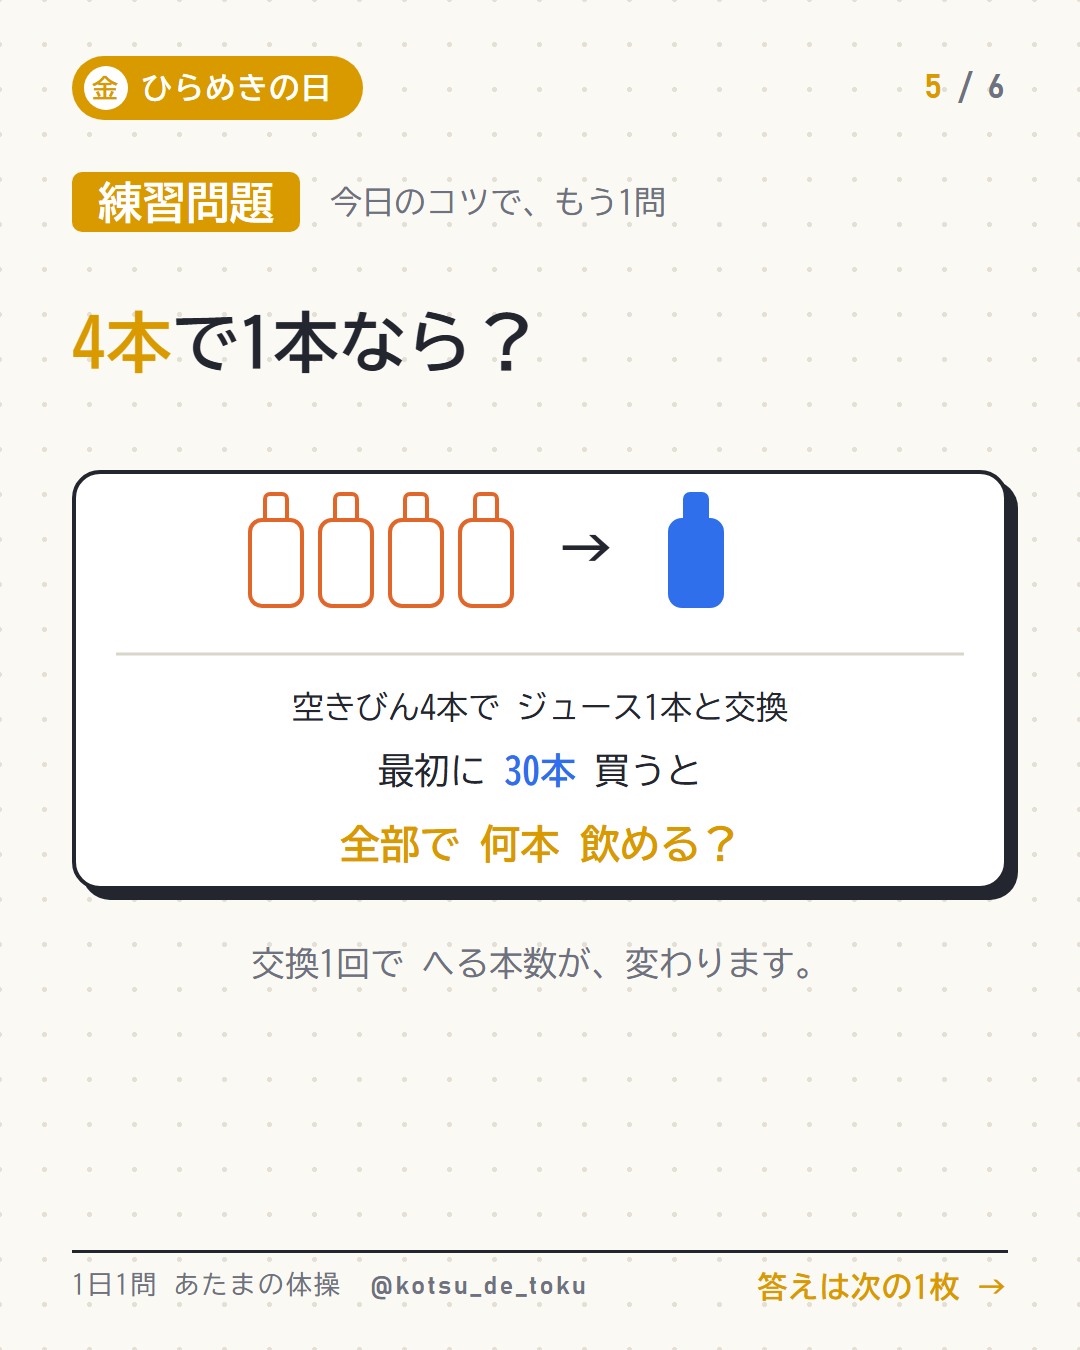 金 ひらめきの日
5 / 6
練習問題 今日のコツで、もう1問
4本で1本なら？
→
空きびん4本で ジュース1本と交換
最初に 30本 買うと
全部で 何本 飲める？
交換1回で へる本数が、変わります。
1日1問 あたまの体操 @kotsu_de_toku 答えは次の1枚 →